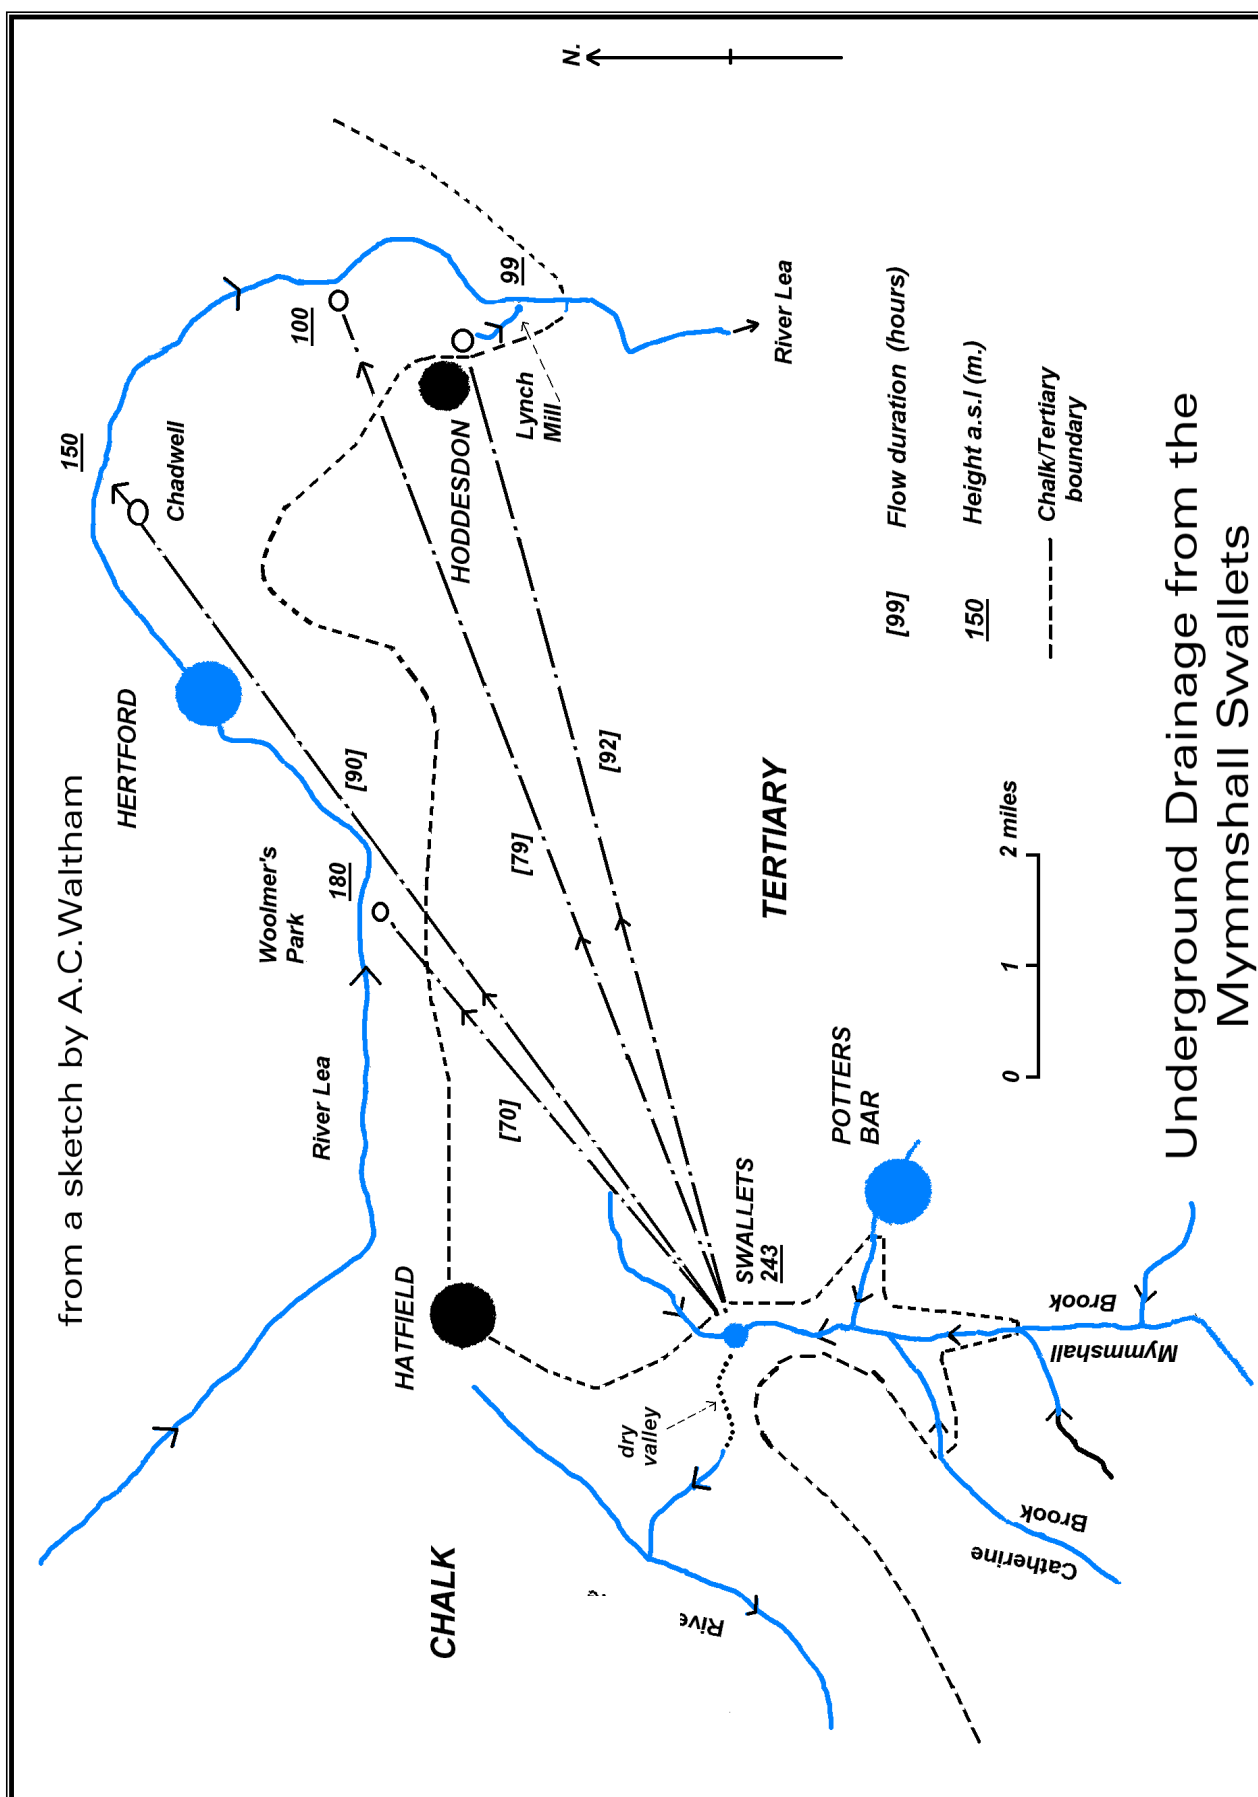 from a sketch by A.C.Waltham
N.
150
Chadwell
HERTFORD
100
99
Lynch
Mill
HODDESDON
River Lea
Woolmer's
Park
180
[90]
[79]
[92]
[70]
River Lea
TERTIARY
HATFIELD
SWALLETS
243
POTTERS
BAR
dry
valley
CHALK
Rive
Brook
Mymmshall
Brook
Catherine
0
1
2 miles
[99] Flow duration (hours)
150 Height a.s.l (m.)
Chalk/Tertiary
boundary
Underground Drainage from the
Mymmshall Swallets